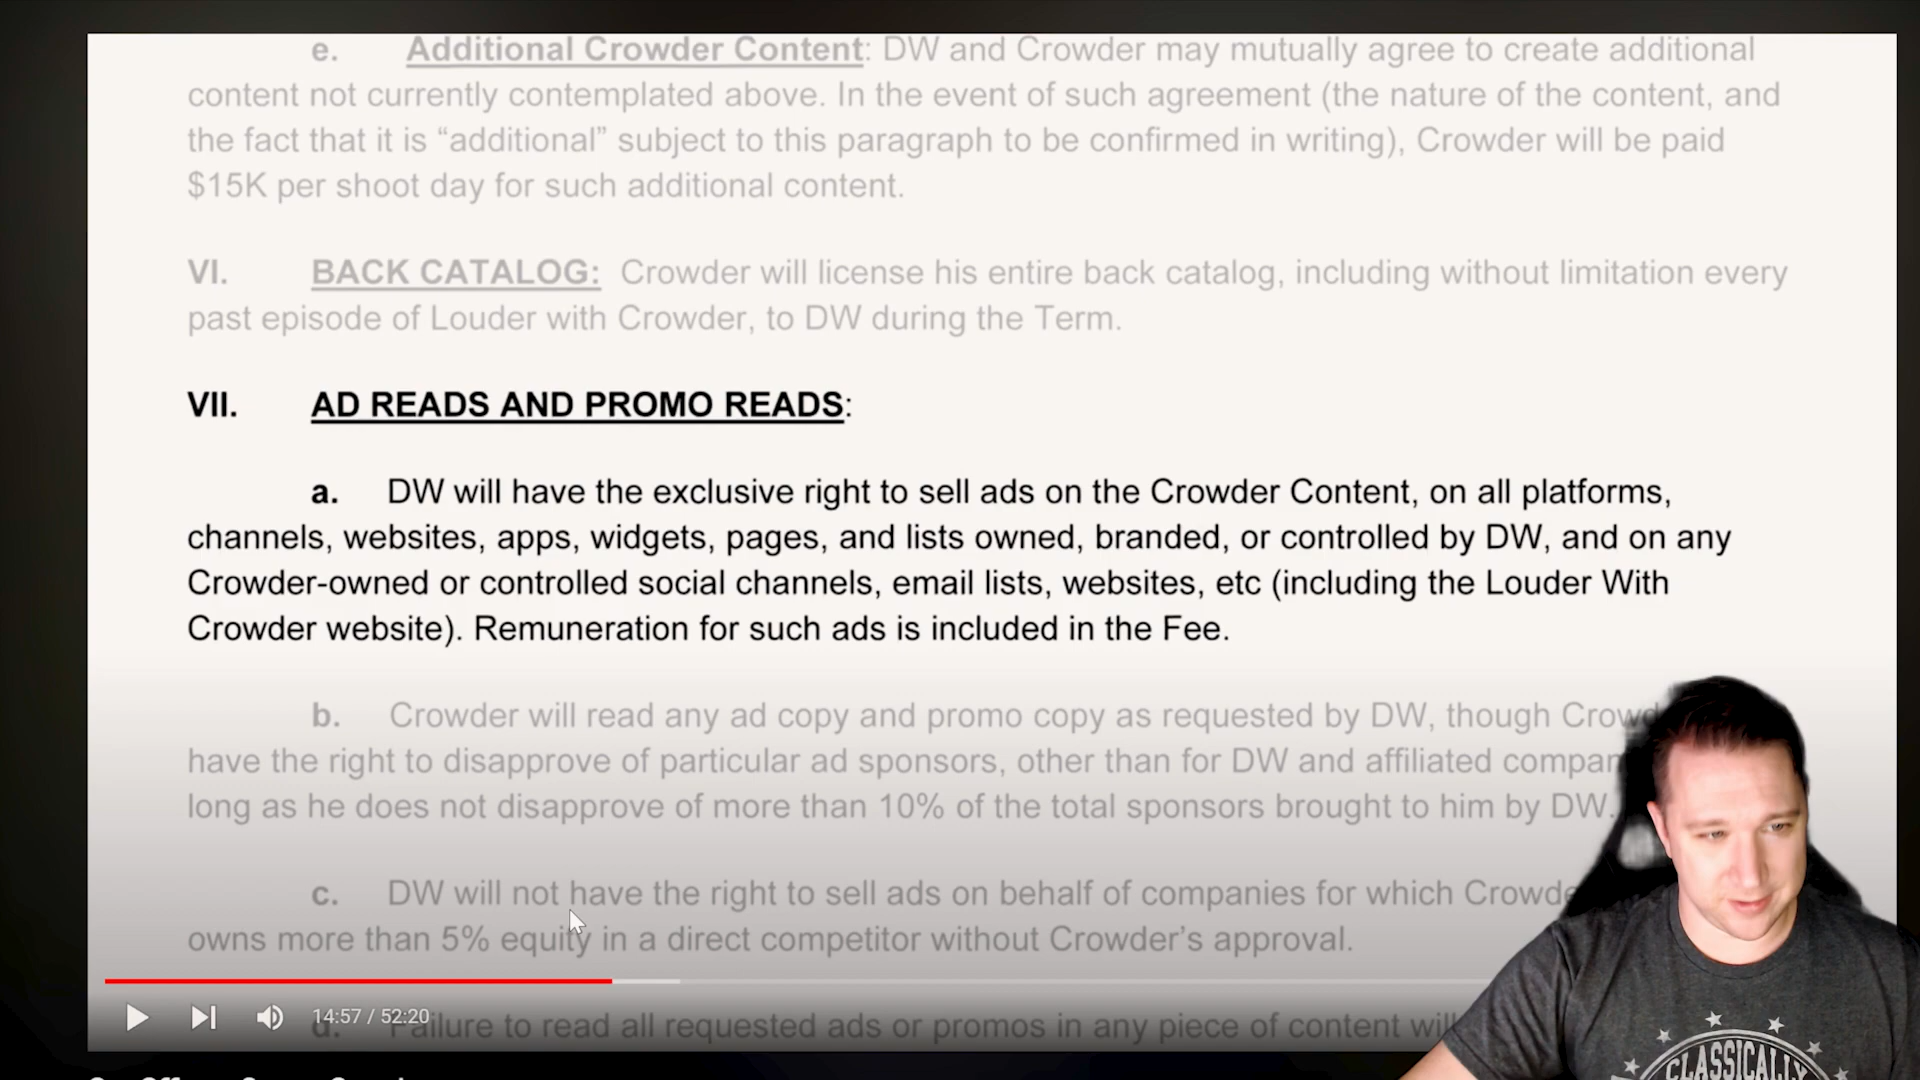 e. Additional Crowder Content: DW and Crowder may mutually agree to create additional
content not currently contemplated above. In the event of such agreement (the nature of the content, and
the fact that it is “additional” subject to this paragraph to be confirmed in writing), Crowder will be paid
$15K per shoot day for such additional content.
VI. BACK CATALOG: Crowder will license his entire back catalog, including without limitation every
past episode of Louder with Crowder, to DW during the Term.
VII. AD READS AND PROMO READS:
a. DW will have the exclusive right to sell ads on the Crowder Content, on all platforms,
channels, websites, apps, widgets, pages, and lists owned, branded, or controlled by DW, and on any
Crowder-owned or controlled social channels, email lists, websites, etc (including the Louder With
Crowder website). Remuneration for such ads is included in the Fee.
b. Crowder will read any ad copy and promo copy as requested by DW, though
have the right to disapprove of particular ad sponsors, other than for DW and affiliated
long as he does not disapprove of more than 10% of the total sponsors brought to him by DW.
c. DW will not have the right to sell ads on behalf of companies for which
owns more than 5% equity in a direct competitor without Crowder’s approval.
14:57 / 52:20
d. Failure to read all requested ads or promos in any piece of content will
CLASSICALLY